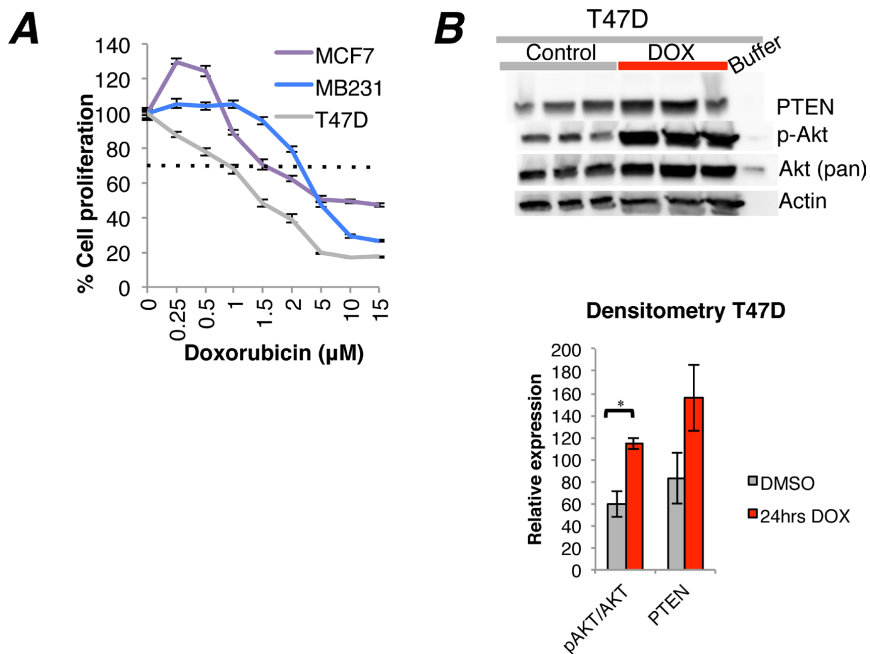 A
140
120
100
80
60
40
20
0
% Cell proliferation
MCF7
MB231
T47D
0
0.25
0.5
1
1.5
2
5
10
15
Doxorubicin (µM)
B
T47D
Control DOX Buffer
PTEN
p-Akt
Akt (pan)
Actin
Densitometry T47D
200
180
160
140
120
100
80
60
40
20
0
Relative expression
*
DMSO
24hrs DOX
pAKT/AKT
PTEN